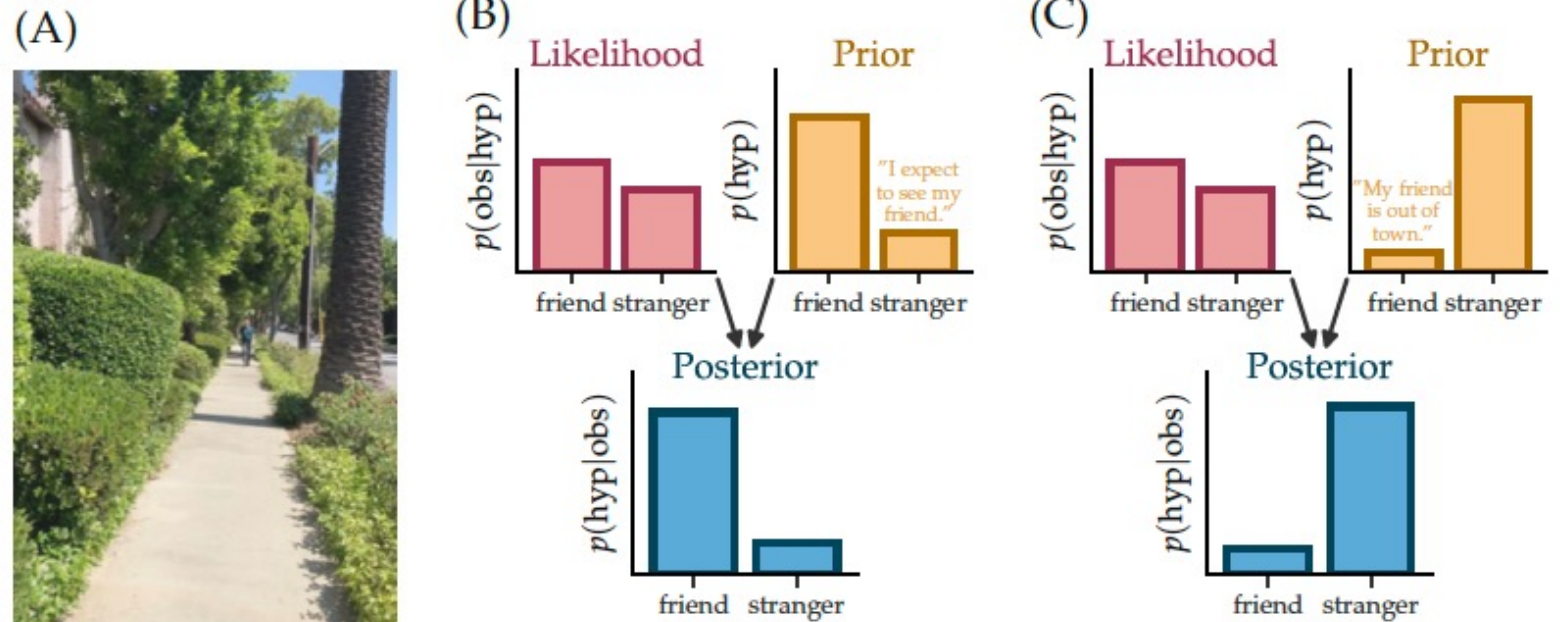 (A)
(B)
Likelihood
p(obs|hyp)
friend stranger
Prior
p(hyp)
"I expect
to see my
friend."
friend stranger
Posterior
p(hyp|obs)
friend stranger
(C)
Likelihood
p(obs|hyp)
friend stranger
Prior
p(hyp)
"My friend
is out of
town."
friend stranger
Posterior
p(hyp|obs)
friend stranger